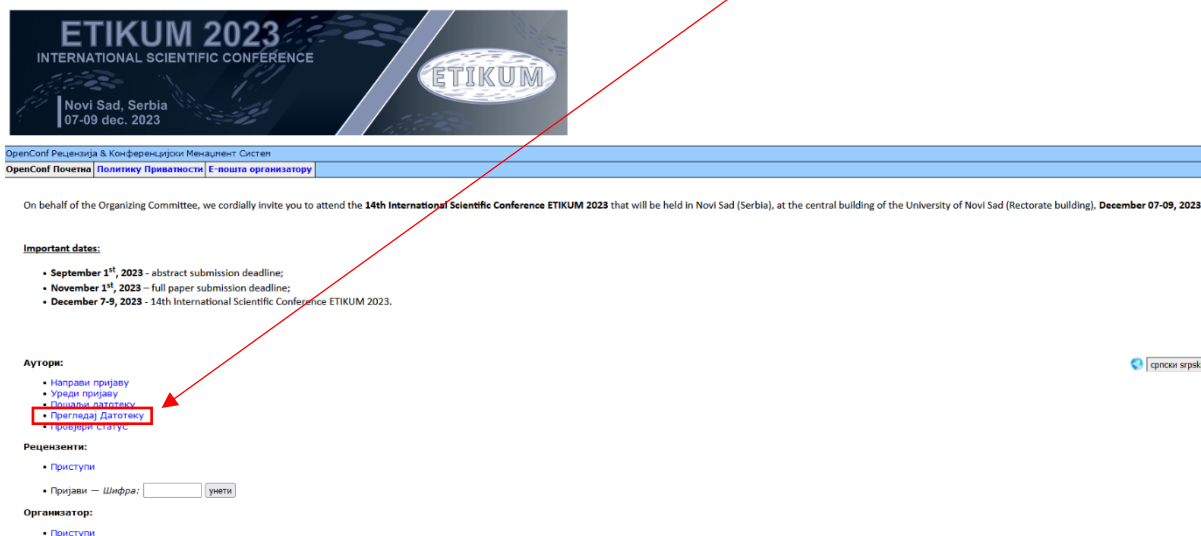 ETIKUM 2023
INTERNATIONAL SCIENTIFIC CONFERENCE
ETIKUM
Novi Sad, Serbia
07-09 dec. 2023
OpenConf Рецензија & Конференцијски Менаџмент Систем
OpenConf Почетна Политику Приватности Е-пошта организатору
On behalf of the Organizing Committee, we cordially invite you to attend the 14th International Scientific Conference ETIKUM 2023 that will be held in Novi Sad (Serbia), at the central building of the University of Novi Sad (Rectorate building), December 07-09, 2023
Important dates:
• September 1st, 2023 - abstract submission deadline;
• November 1st, 2023 – full paper submission deadline;
• December 7-9, 2023 - 14th International Scientific Conference ETIKUM 2023.
Аутори:
српски srpsk
• Направи пријаву
• Уреди пријаву
• Пошаљи датотеку
• Прегледај Датотеку
• Провјери статус
Рецензенти:
• Приступи
• Пријави — Шифра: унети
Организатор:
• Приступи